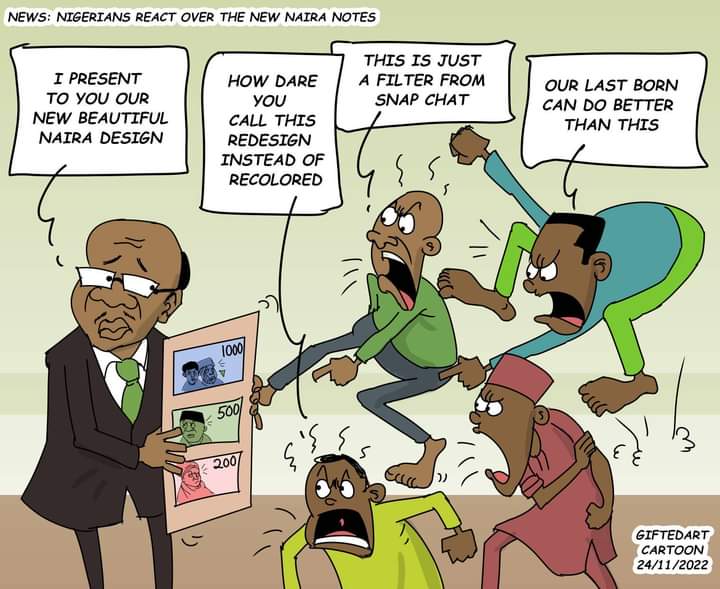 NEWS: NIGERIANS REACT OVER THE NEW NAIRA NOTES
I PRESENT
TO YOU OUR
NEW BEAUTIFUL
NAIRA DESIGN
HOW DARE
YOU
CALL THIS
REDESIGN
INSTEAD OF
RECOLORED
THIS IS JUST
A FILTER FROM
SNAP CHAT
OUR LAST BORN
CAN DO BETTER
THAN THIS
1000
500
200
GIFTEDART
CARTOON
24/11/2022